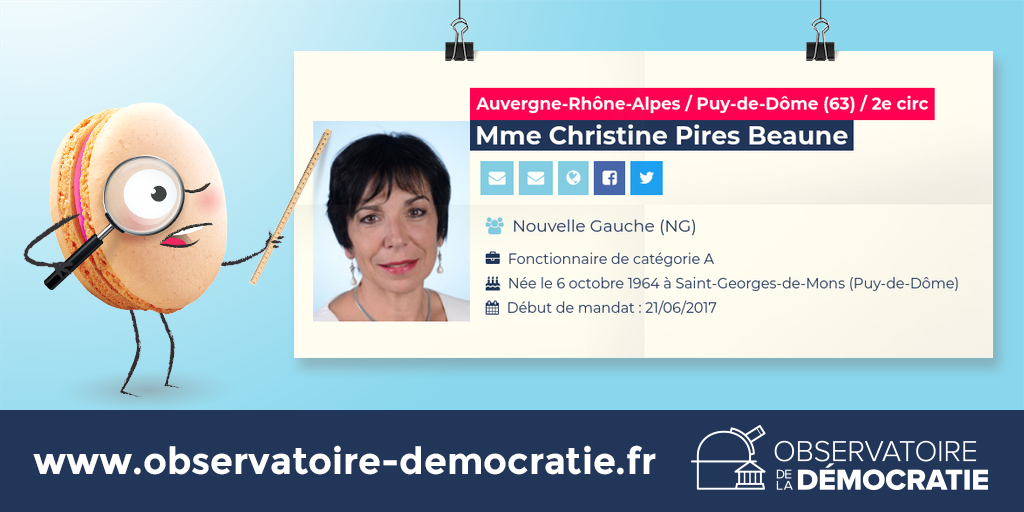 Auvergne-Rhône-Alpes / Puy-de-Dôme (63) / 2e circ
Mme Christine Pires Beaune
Nouvelle Gauche (NG)
Fonctionnaire de catégorie A
Née le 6 octobre 1964 à Saint-Georges-de-Mons (Puy-de-Dôme)
Début de mandat : 21/06/2017
www.observatoire-democratie.fr
OBSERVATOIRE
DE LA DÉMOCRATIE